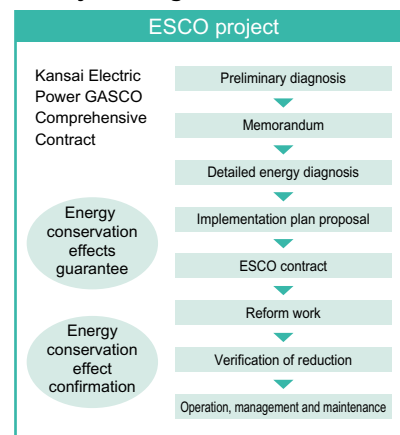 ESCO project
Kansai Electric
Power GASCO
Comprehensive
Contract
Energy
conservation
effects
guarantee
Energy
conservation
effect
confirmation
Preliminary diagnosis
Memorandum
Detailed energy diagnosis
Implementation plan proposal
ESCO contract
Reform work
Verification of reduction
Operation, management and maintenance